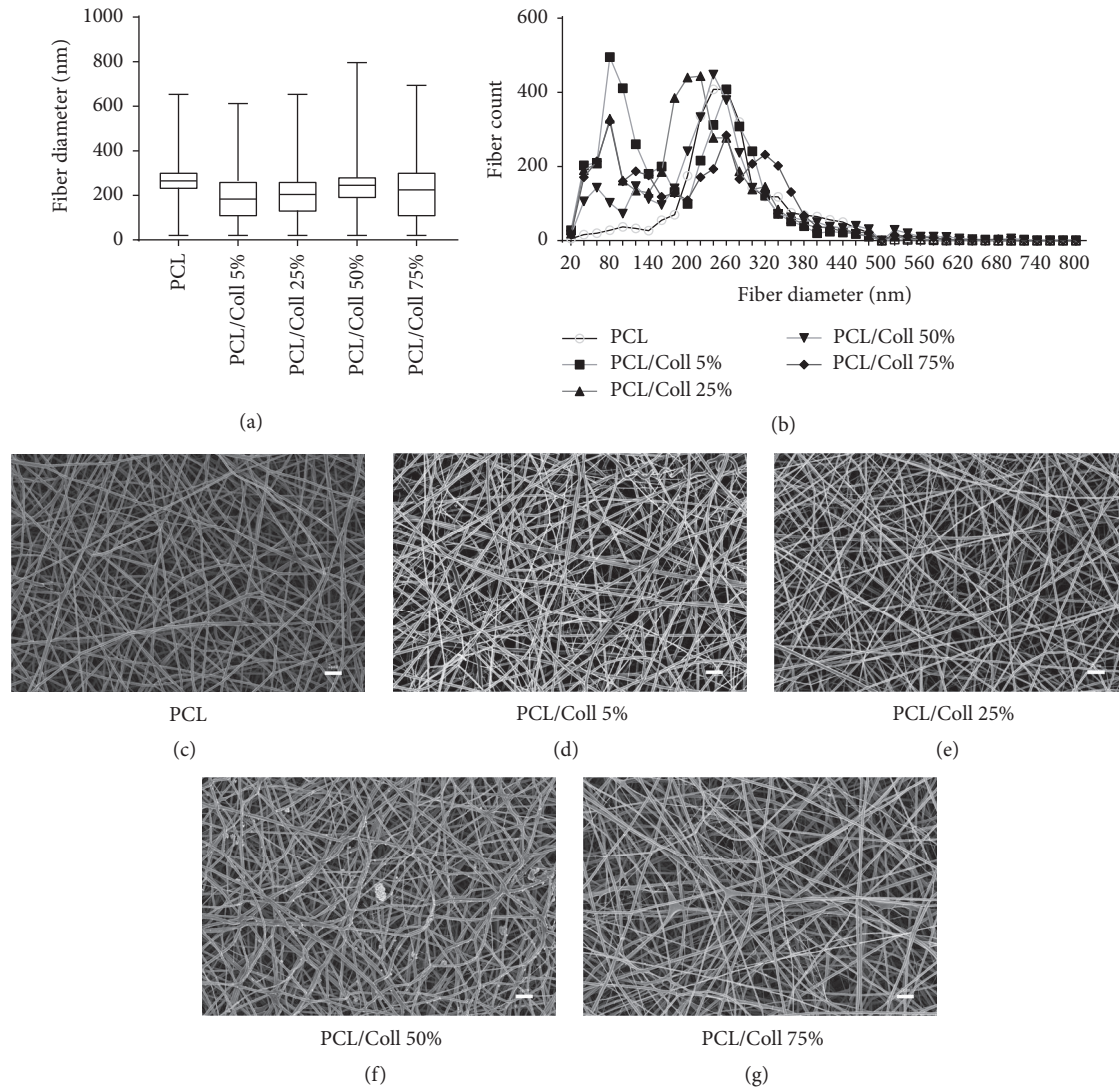 1000
800
600
400
200
0
Fiber diameter (nm)
PCL
PCL/Coll 5%
PCL/Coll 25%
PCL/Coll 50%
PCL/Coll 75%
(a)
600
400
200
0
Fiber count
20 80 140 200 260 320 380 440 500 560 620 680 740 800
Fiber diameter (nm)
PCL
PCL/Coll 5%
PCL/Coll 25%
PCL/Coll 50%
PCL/Coll 75%
(b)
PCL
(c)
PCL/Coll 5%
(d)
PCL/Coll 25%
(e)
PCL/Coll 50%
(f)
PCL/Coll 75%
(g)